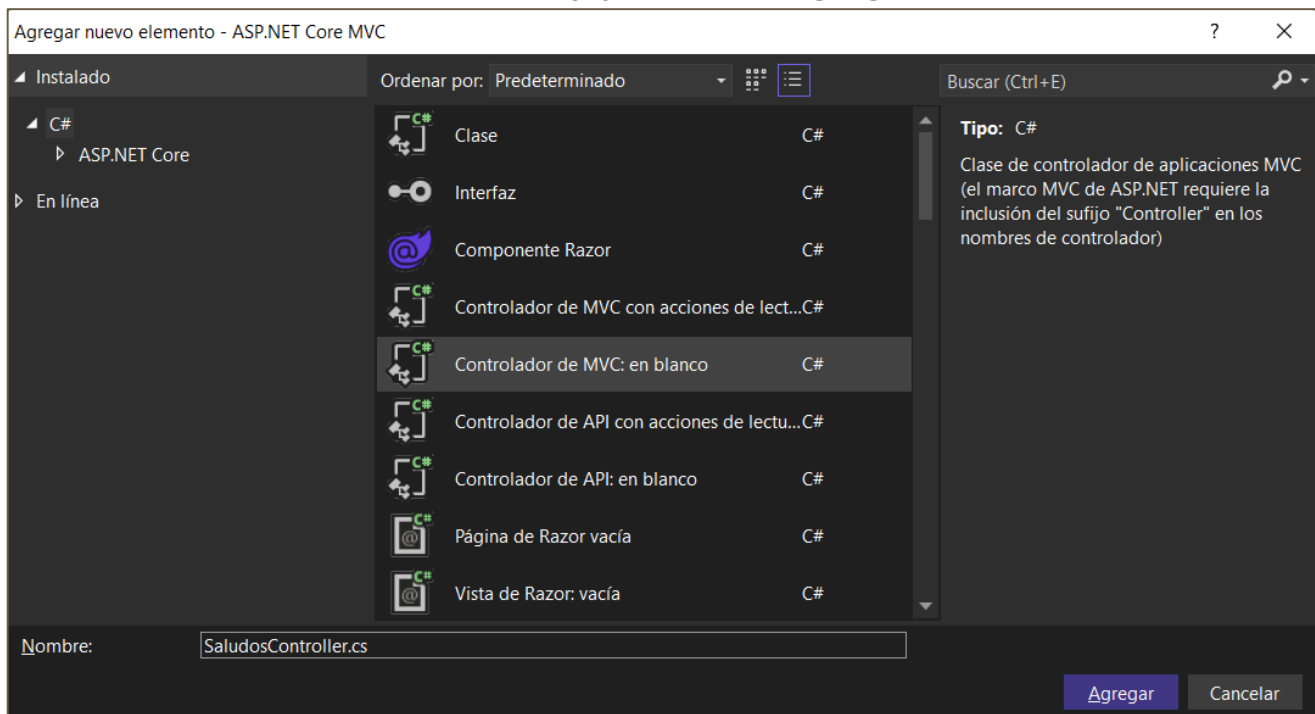 Agregar nuevo elemento - ASP.NET Core MVC
?
Instalado
Ordenar por: Predeterminado
Buscar (Ctrl+E)
C#
ASP.NET Core
En línea
Clase C#
Interfaz C#
Componente Razor C#
Controlador de MVC con acciones de lect...C#
Controlador de MVC: en blanco C#
Controlador de API con acciones de lectu...C#
Controlador de API: en blanco C#
Página de Razor vacía C#
Vista de Razor: vacía C#
Tipo: C#
Clase de controlador de aplicaciones MVC
(el marco MVC de ASP.NET requiere la
inclusión del sufijo "Controller" en los
nombres de controlador)
Nombre: SaludosController.cs
Agregar Cancelar